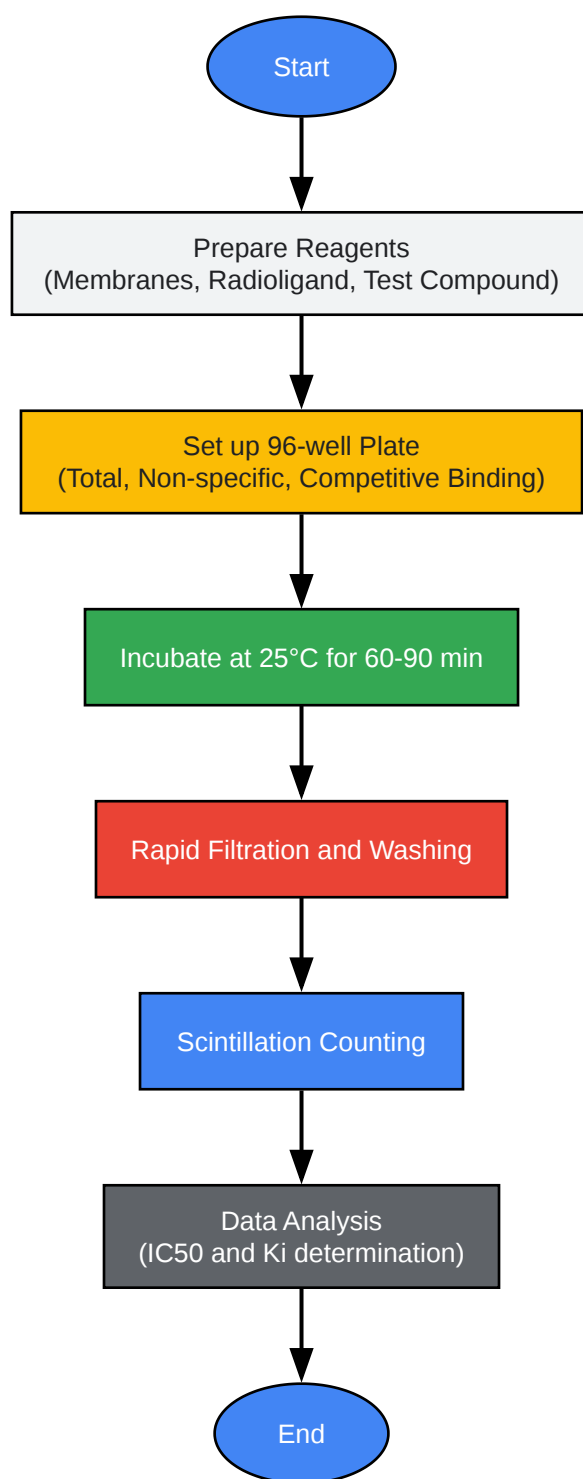 Start
Prepare Reagents
(Membranes, Radioligand, Test Compound)
Set up 96-well Plate
(Total, Non-specific, Competitive Binding)
Incubate at 25°C for 60-90 min
Rapid Filtration and Washing
Scintillation Counting
Data Analysis
(IC50 and Ki determination)
End